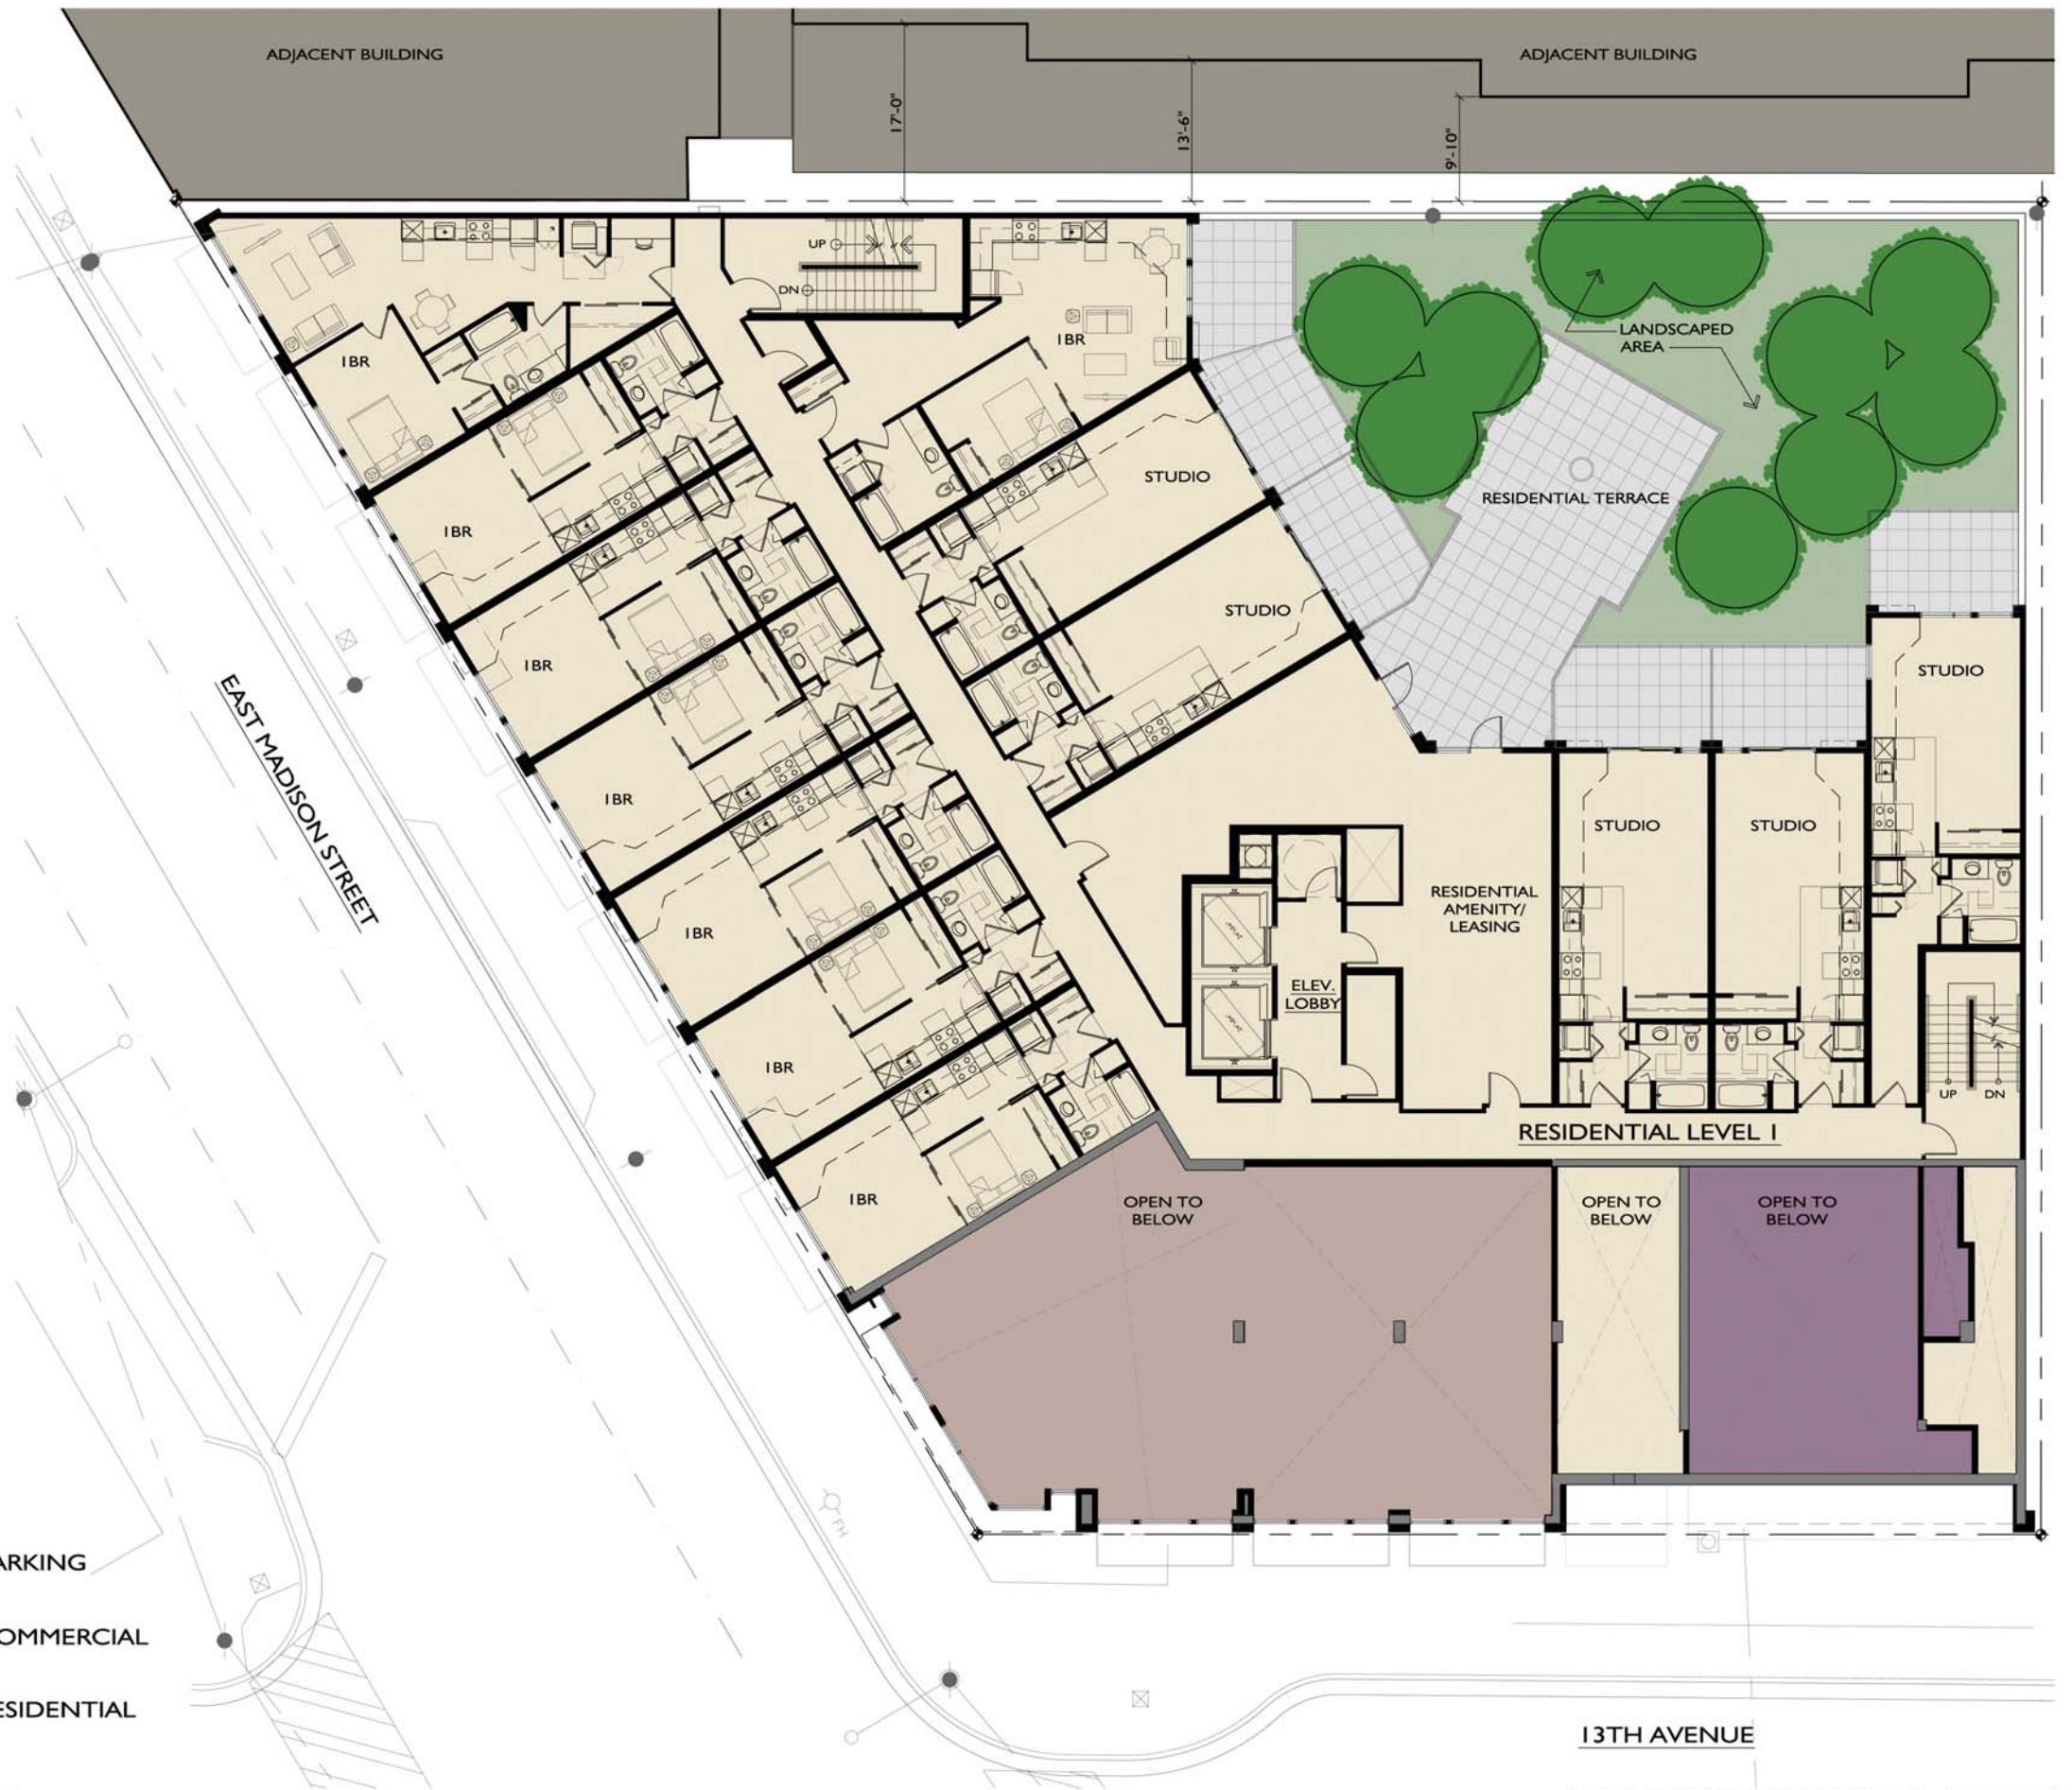 ADJACENT BUILDING
ADJACENT BUILDING
17'-0"
13'-6"
9'-10"
UP
DN
1BR
1BR
LANDSCAPED
AREA
STUDIO
RESIDENTIAL TERRACE
1BR
STUDIO
1BR
STUDIO
EAST MADISON STREET
1BR
STUDIO
STUDIO
RESIDENTIAL
AMENITY/
LEASING
1BR
ELEV.
LOBBY
1BR
UP
DN
RESIDENTIAL LEVEL 1
1BR
OPEN TO
BELOW
OPEN TO
BELOW
OPEN TO
BELOW
FH
ARKING
OMMERCIAL
ESIDENTIAL
13TH AVENUE